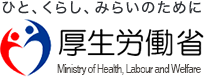 ひと、くらし、みらいのために
厚生労働省
Ministry of Health, Labour and Welfare